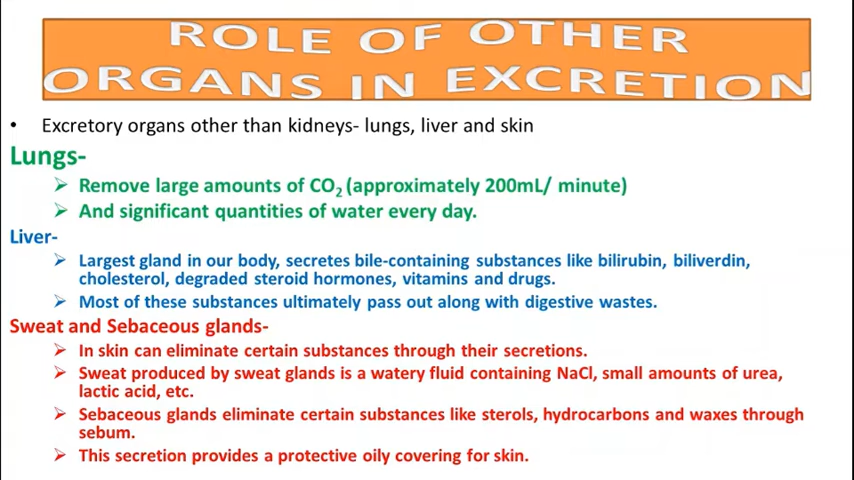 ROLE OF OTHER
ORGANS IN EXCRETION
• Excretory organs other than kidneys- lungs, liver and skin
Lungs-
➢ Remove large amounts of CO₂ (approximately 200mL/ minute)
➢ And significant quantities of water every day.
Liver-
➢ Largest gland in our body, secretes bile-containing substances like bilirubin, biliverdin,
cholesterol, degraded steroid hormones, vitamins and drugs.
➢ Most of these substances ultimately pass out along with digestive wastes.
Sweat and Sebaceous glands-
➢ In skin can eliminate certain substances through their secretions.
➢ Sweat produced by sweat glands is a watery fluid containing NaCl, small amounts of urea,
lactic acid, etc.
➢ Sebaceous glands eliminate certain substances like sterols, hydrocarbons and waxes through
sebum.
➢ This secretion provides a protective oily covering for skin.